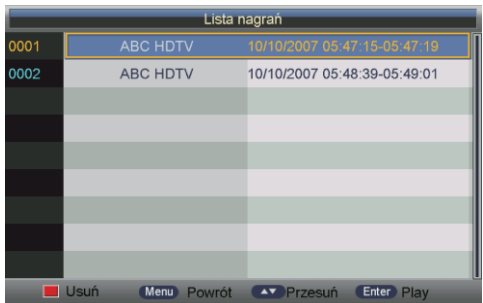 Lista nagrań
0001 ABC HDTV 10/10/2007 05:47:15-05:47:19
0002 ABC HDTV 10/10/2007 05:48:39-05:49:01
Usuń Menu Powrót Przesuń Enter Play